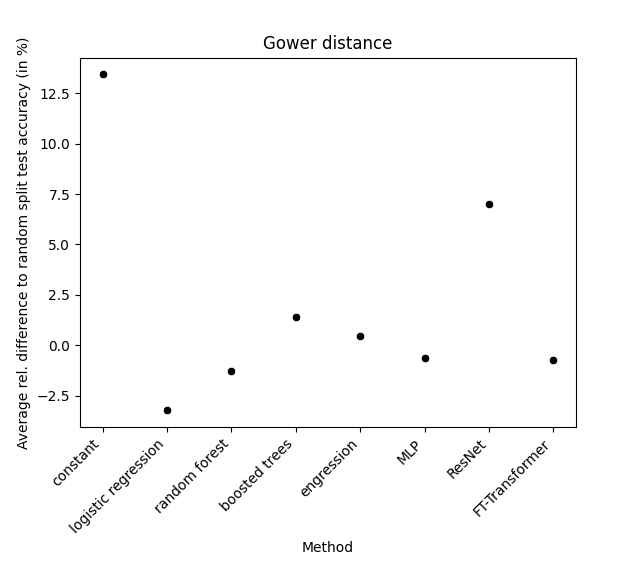 Gower distance
Average rel. difference to random split test accuracy (in %)
12.5
10.0
7.5
5.0
2.5
0.0
−2.5
constant
logistic regression
random forest
boosted trees
engression
MLP
ResNet
FT-Transformer
Method